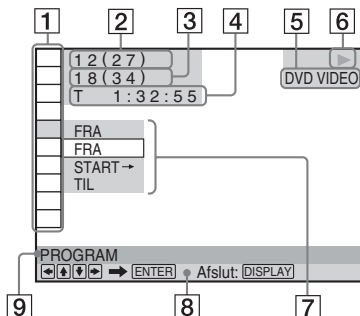 1 2 3 4 5 6
12(27)
18(34)
T 1:32:55
DVD VIDEO
FRA
FRA
START→
TIL
PROGRAM
ENTER Afslut: DISPLAY
9 8 7